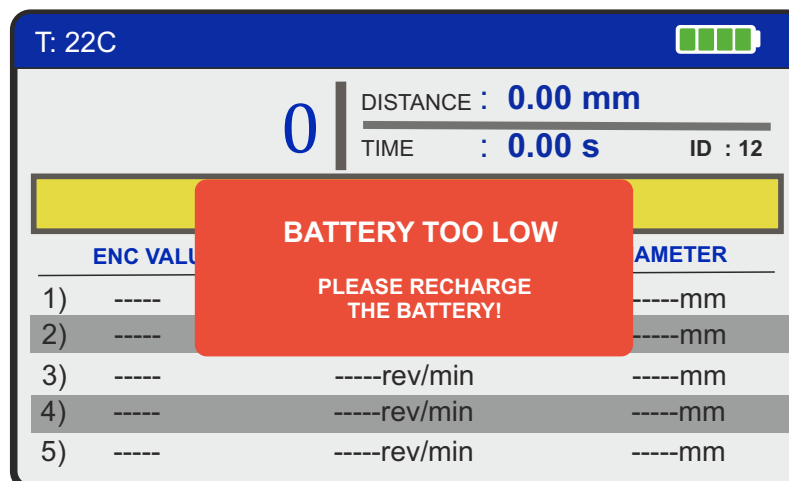 T: 22C
0
DISTANCE : 0.00 mm
TIME : 0.00 s ID : 12
BATTERY TOO LOW
PLEASE RECHARGE
THE BATTERY!
ENC VALU AMETER
1) ----- -----mm
2) ----- -----mm
3) ----- -----rev/min -----mm
4) ----- -----rev/min -----mm
5) ----- -----rev/min -----mm